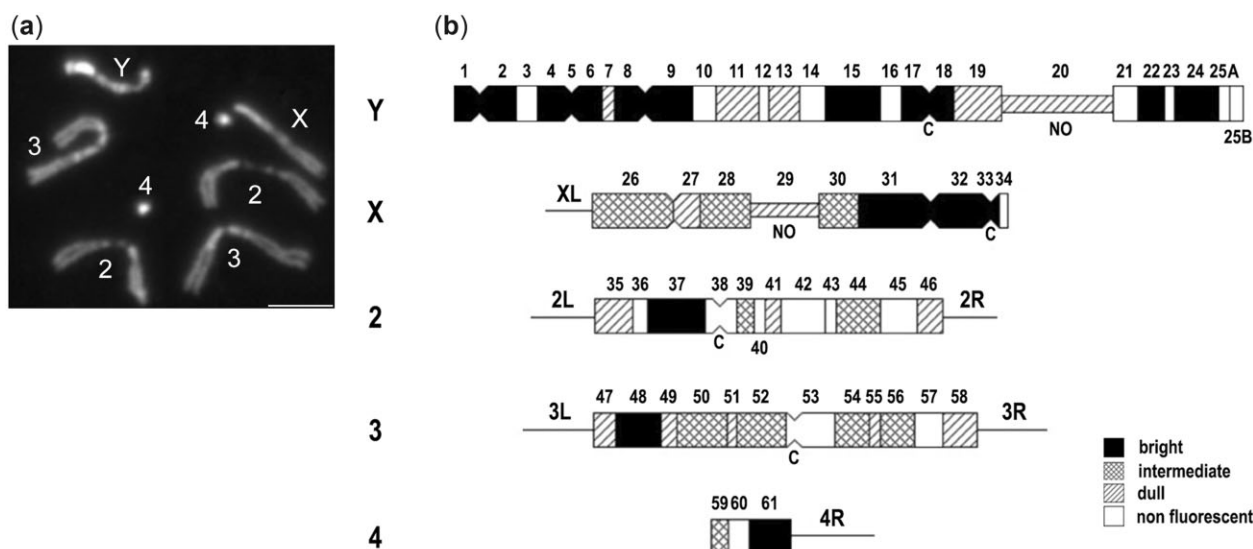 (a)
Y
4
X
3
2
4
2
3
(b)
1 2 3 4 5 6 7 8 9 10 11 12 13 14 15 16 17 18 19 20 21 22 23 24 25A
Y
C
NO
25B
XL 26 27 28 29 30 31 32 33 34
X
NO
C
2L 35 36 37 38 39 41 42 43 44 45 46 2R
2
C
40
3L 47 48 49 50 51 52 53 54 55 56 57 58 3R
3
C
59 60 61 4R
4
bright
intermediate
dull
non fluorescent